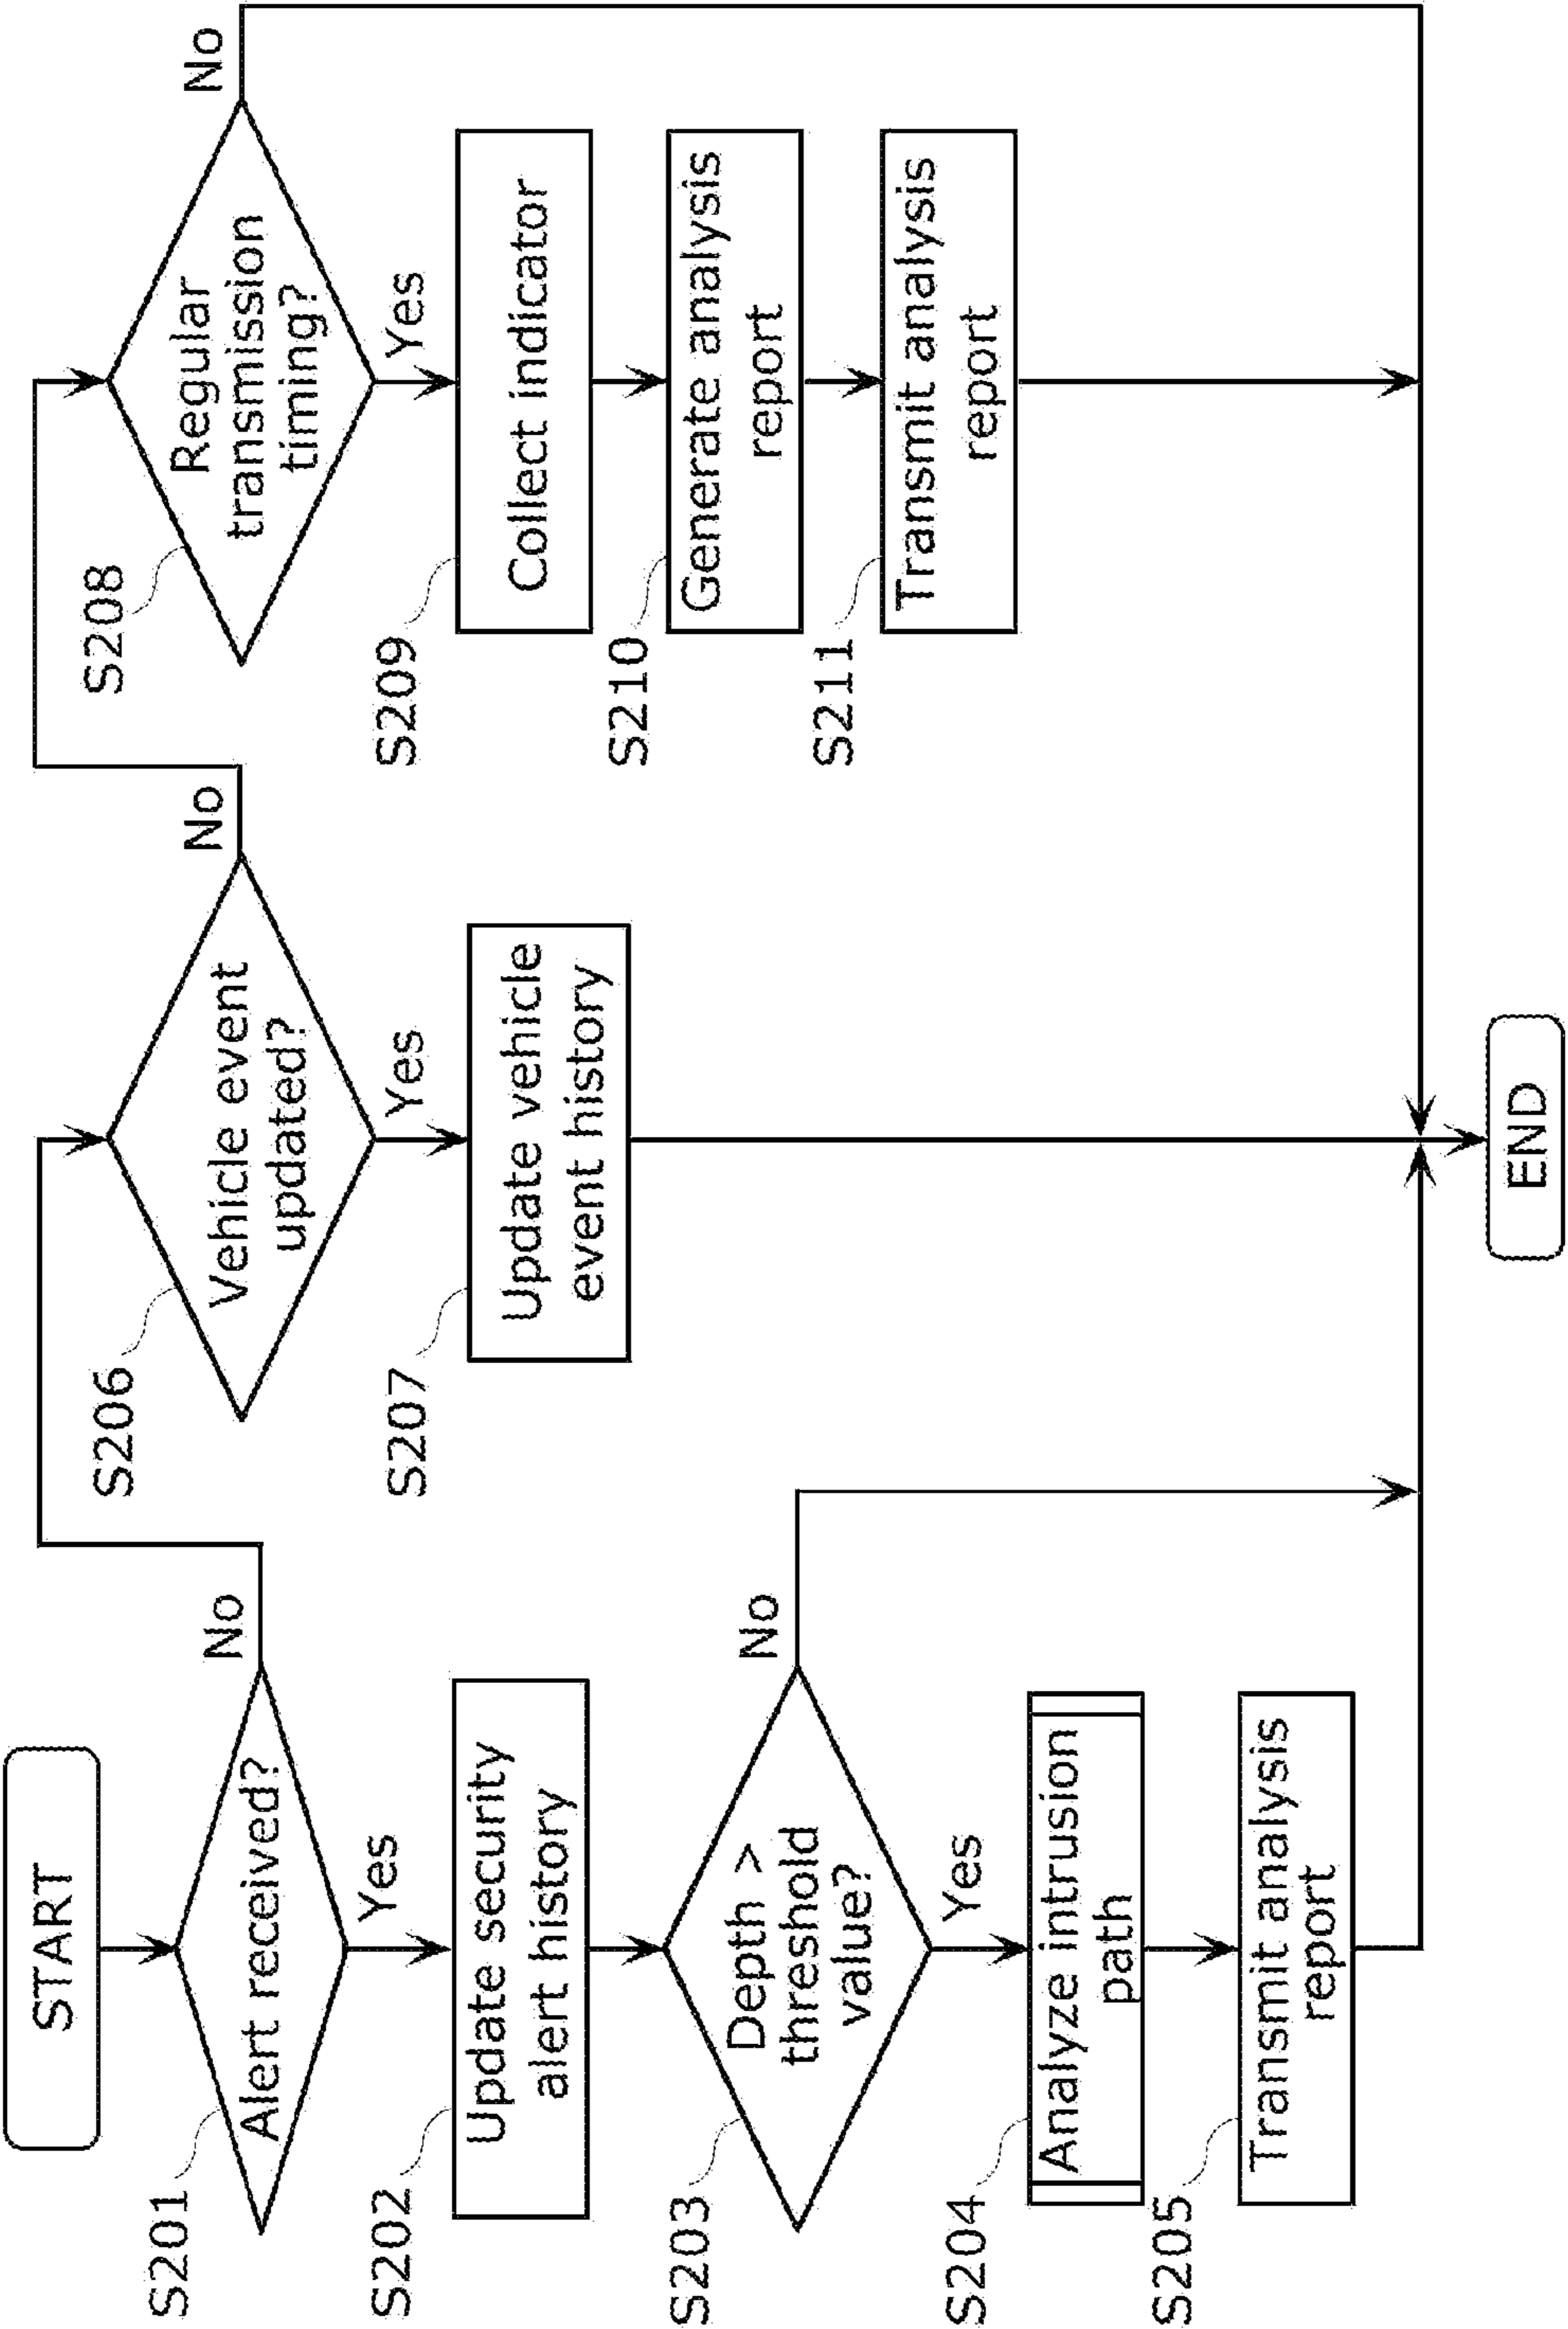 START
S201
Alert received?
No
Yes
S202
Update security
alert history
S203
Depth >
threshold
value?
No
Yes
S204
Analyze intrusion
path
S205
Transmit analysis
report
S206
Vehicle event
updated?
No
Yes
S207
Update vehicle
event history
S208
Regular
transmission
timing?
No
Yes
S209
Collect indicator
S210
Generate analysis
report
S211
Transmit analysis
report
END